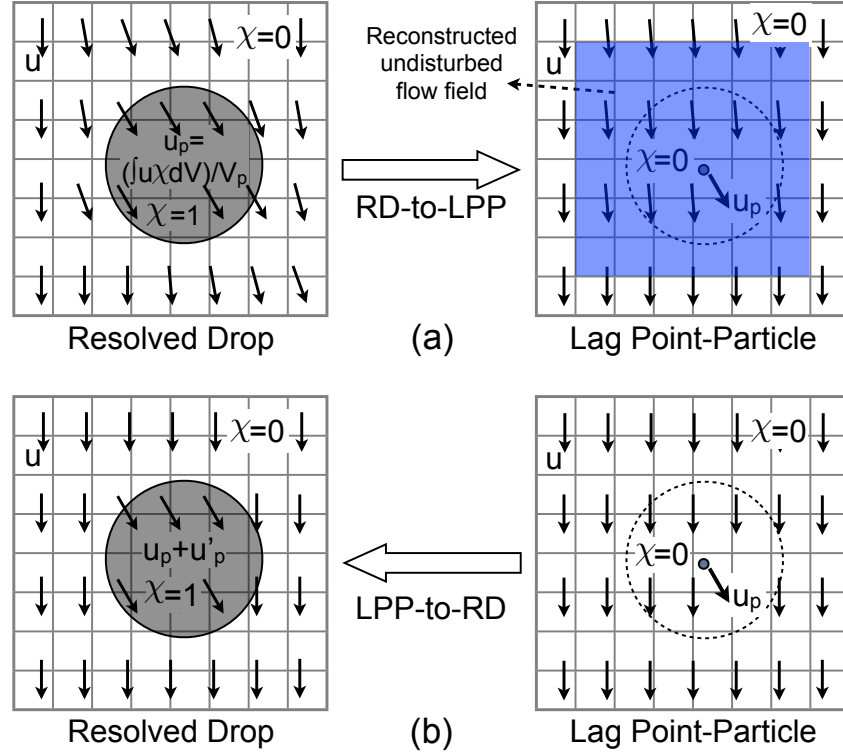 χ=0
u
u_p=
(∫uχdV)/V_p
χ=1
Resolved Drop
RD-to-LPP
(a)
Reconstructed
undisturbed
flow field
χ=0
u
χ=0
u_p
Lag Point-Particle
χ=0
u
u_p+u'_p
χ=1
Resolved Drop
LPP-to-RD
(b)
χ=0
u
χ=0
u_p
Lag Point-Particle